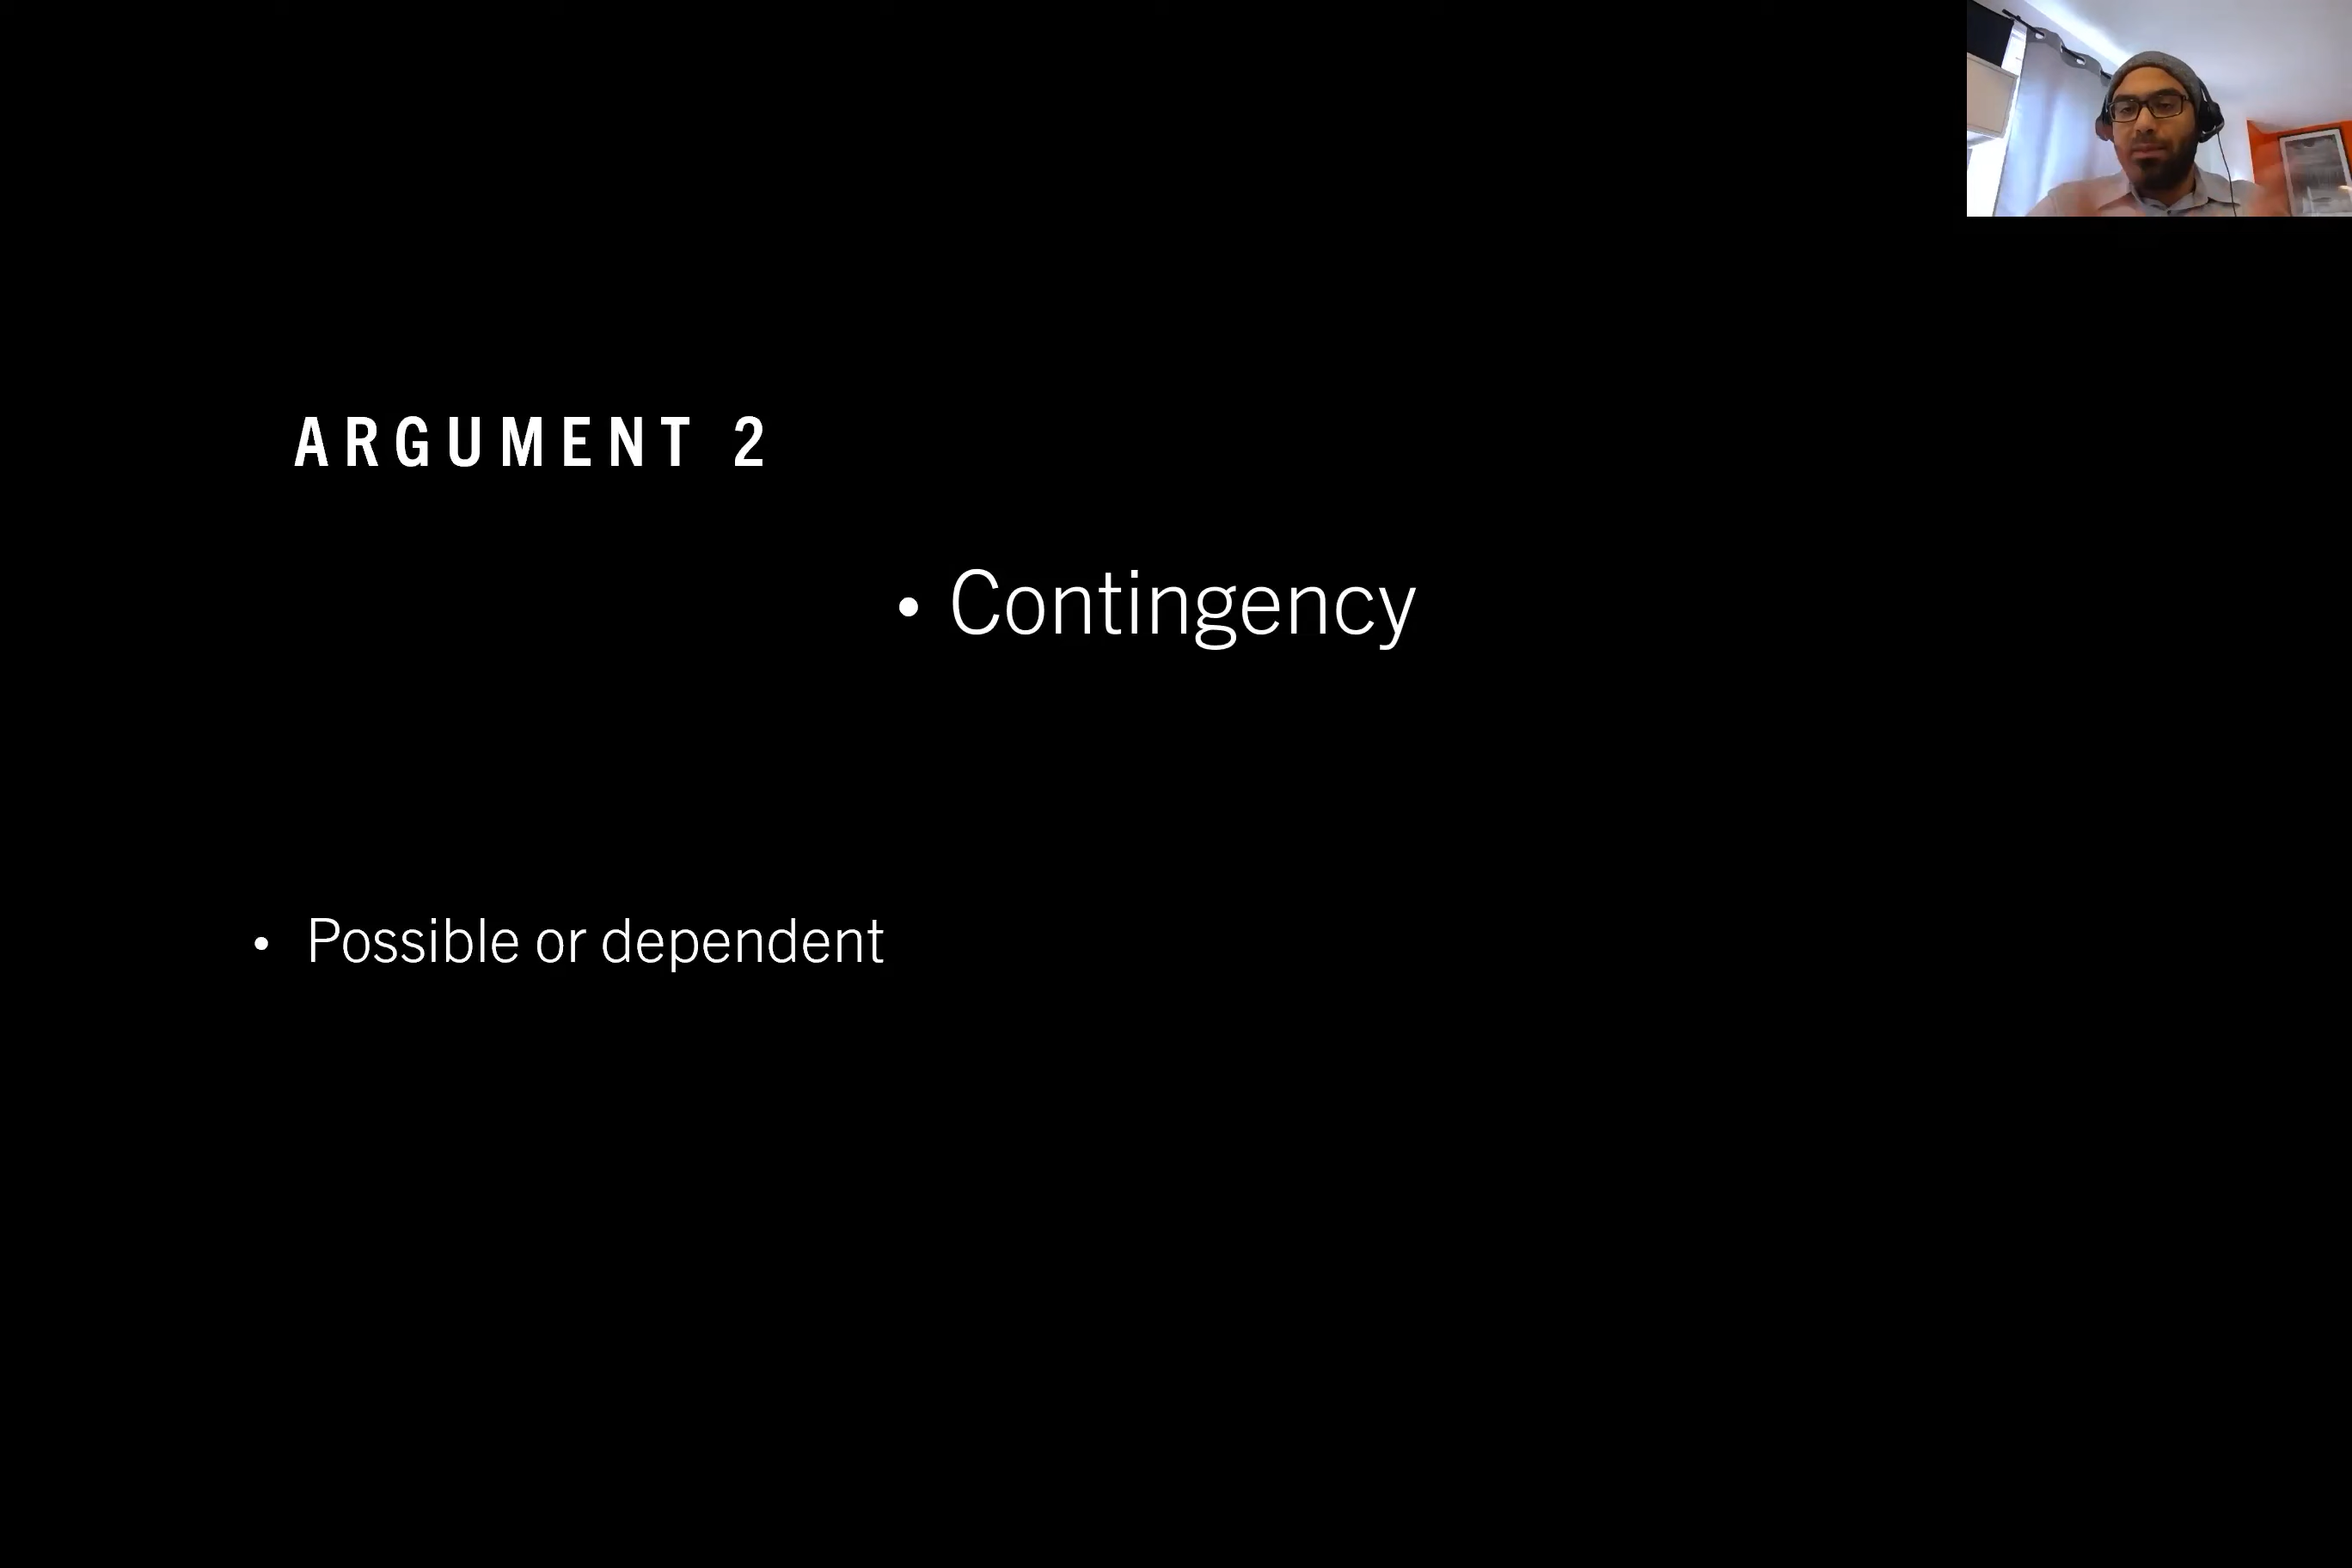 ARGUMENT 2
• Contingency
• Possible or dependent